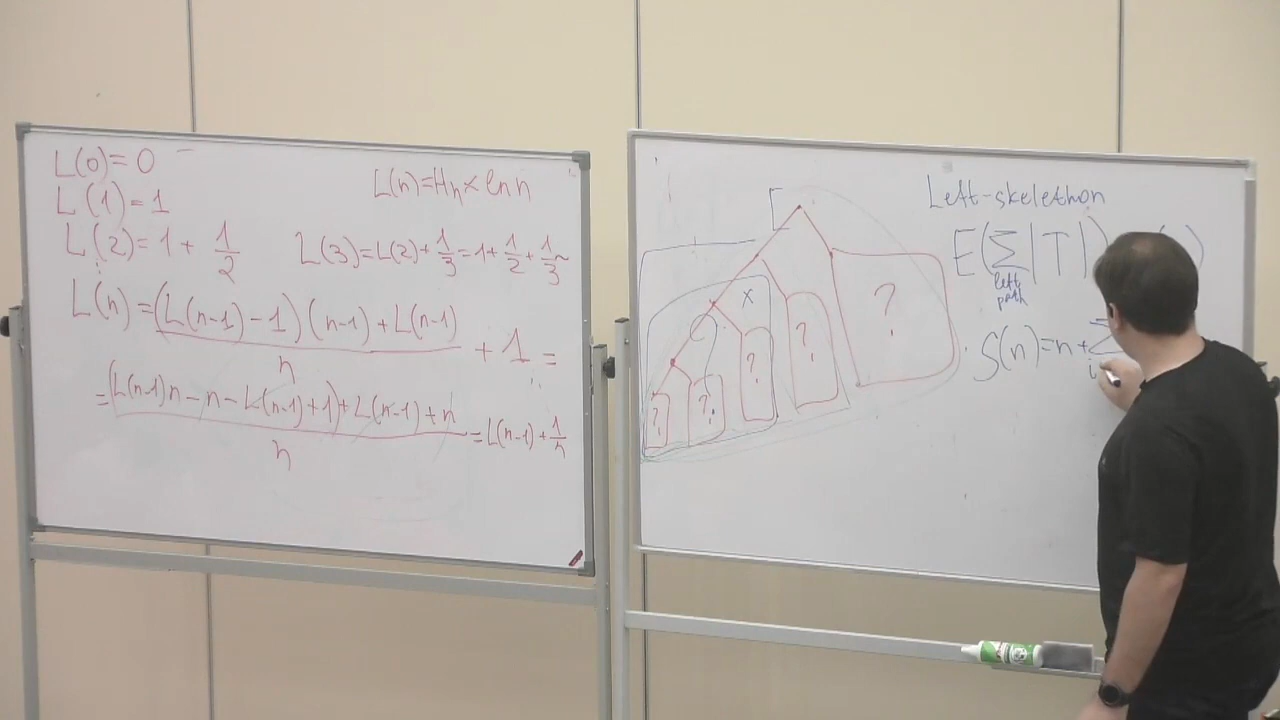 L(0)=0
L(1)=1
L(2)=1+ 1/2
L(n)=H_n ≍ ln n
L(3)=L(2)+1/3=1+1/2+1/3
L(n)=((L(n-1)-1)(n-1)+L(n-1))/n + 1 =
=((L(n-1)n-n-L(n-1)+1)+L(n-1)+n)/n =L(n-1)+1/n
Left-skelethon
E(∑|T|)
left
path
S(n)=n+∑
i
x
?
?
?
?
?